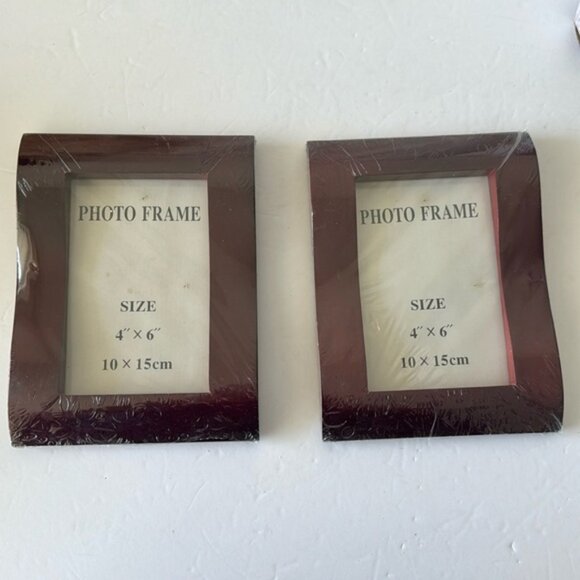 PHOTO FRAME
SIZE
4″ × 6″
10 × 15cm
PHOTO FRAME
SIZE
4″ × 6″
10 × 15cm